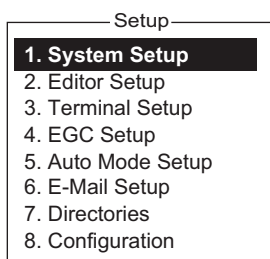 Setup
1. System Setup
2. Editor Setup
3. Terminal Setup
4. EGC Setup
5. Auto Mode Setup
6. E-Mail Setup
7. Directories
8. Configuration